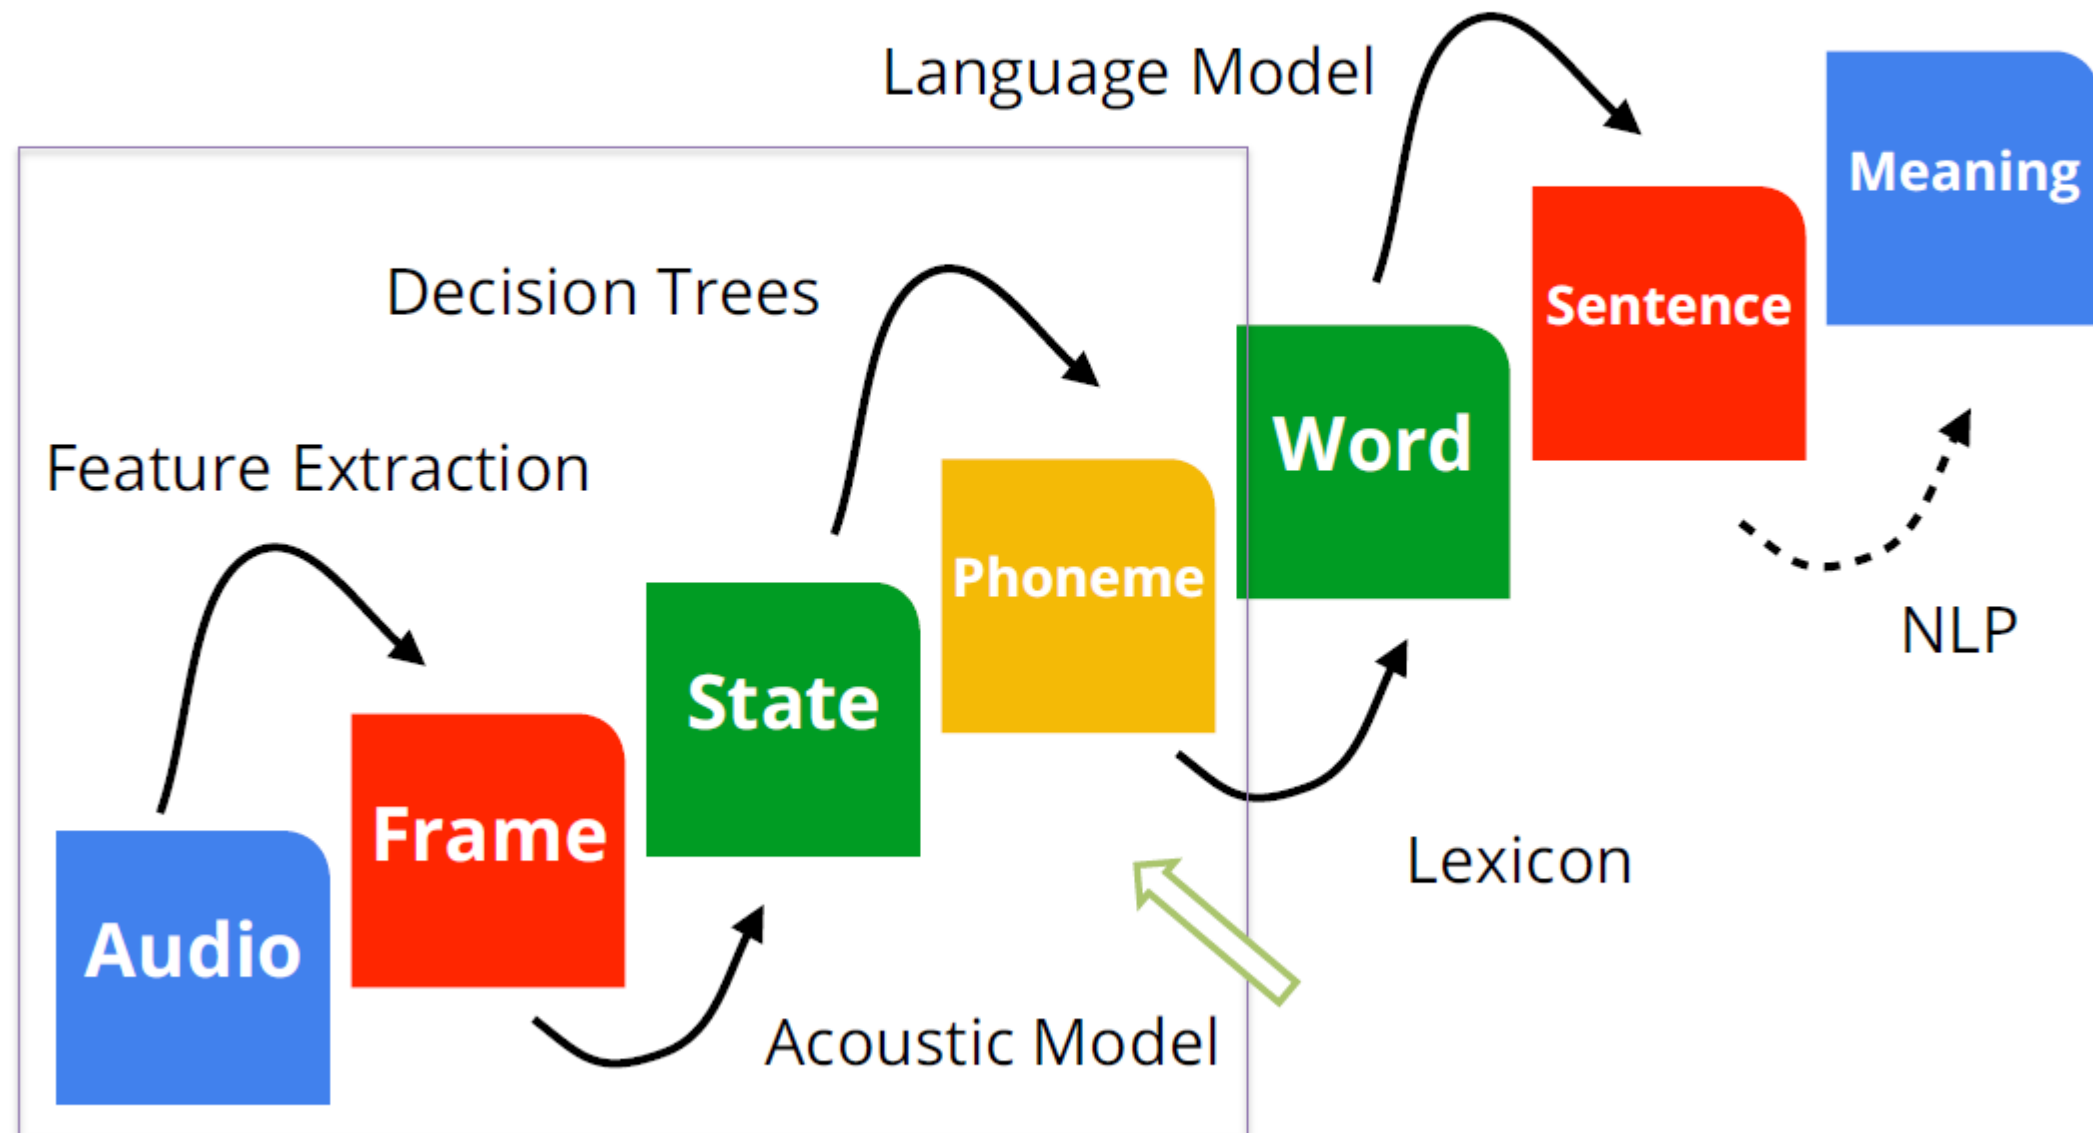 Language Model
Meaning
Sentence
Decision Trees
Word
Feature Extraction
Phoneme
NLP
State
Frame
Lexicon
Audio
Acoustic Model